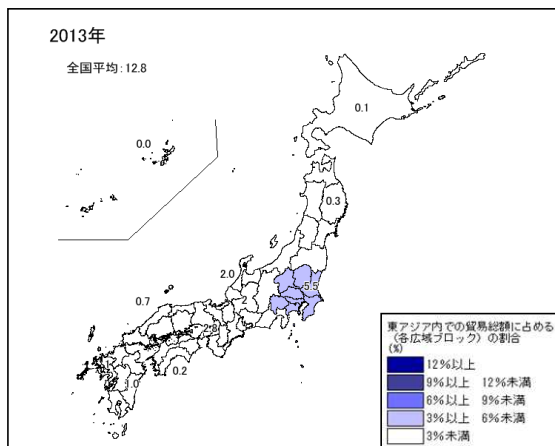 2013年
全国平均:12.8
0.1
0.0
0.3
2.0
5.5
0.7
2
.8
0.2
1.0
東アジア内での貿易総額に占める
(各広域ブロック)の割合
(%)
12%以上
9%以上 12%未満
6%以上 9%未満
3%以上 6%未満
3%未満